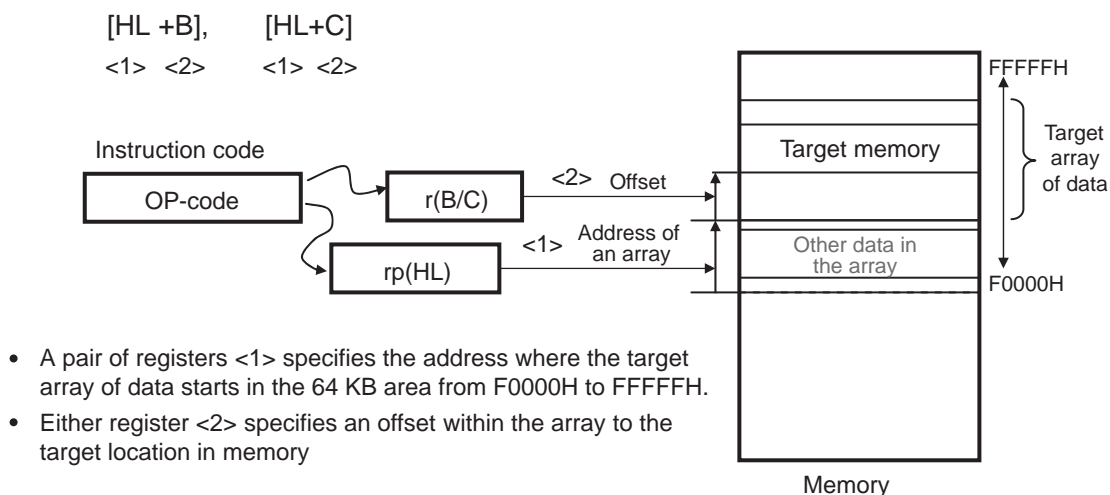 [HL +B], [HL+C]
<1> <2> <1> <2>
FFFFFH
Target
array
of data
Target memory
Instruction code
OP-code
r(B/C)
<2> Offset
<1> Address of
an array
rp(HL)
Other data in
the array
F0000H
• A pair of registers <1> specifies the address where the target
array of data starts in the 64 KB area from F0000H to FFFFFH.
• Either register <2> specifies an offset within the array to the
target location in memory
Memory